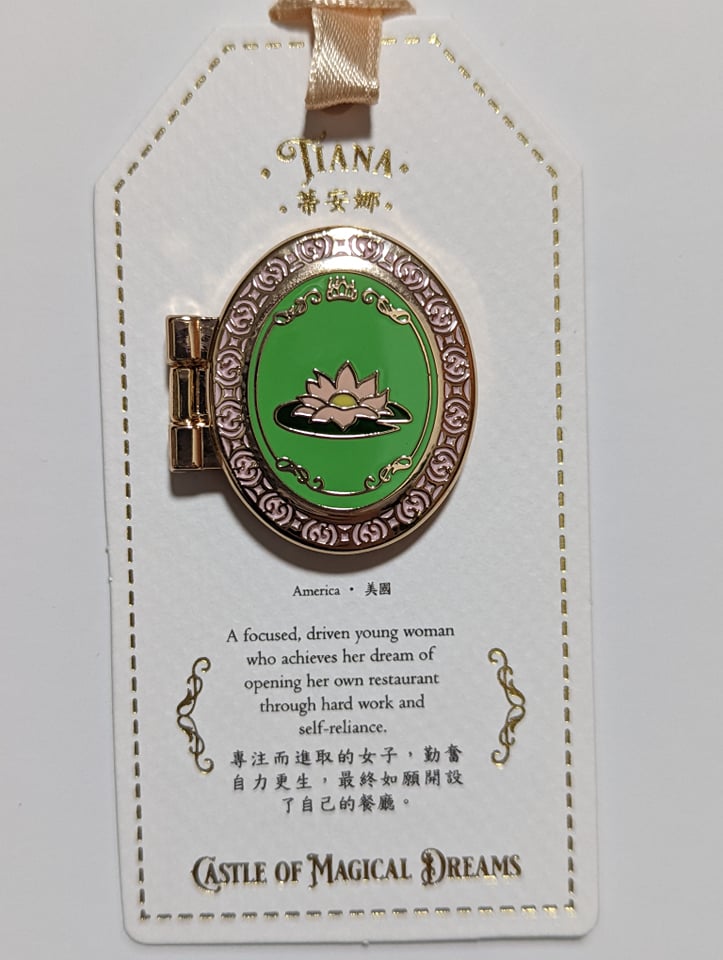 TIANA
蒂安娜
America • 美國
A focused, driven young woman
who achieves her dream of
opening her own restaurant
through hard work and
self-reliance.
專注而進取的女子，勤奮
自力更生，最終如願開設
了自己的餐廳。
CASTLE OF MAGICAL DREAMS